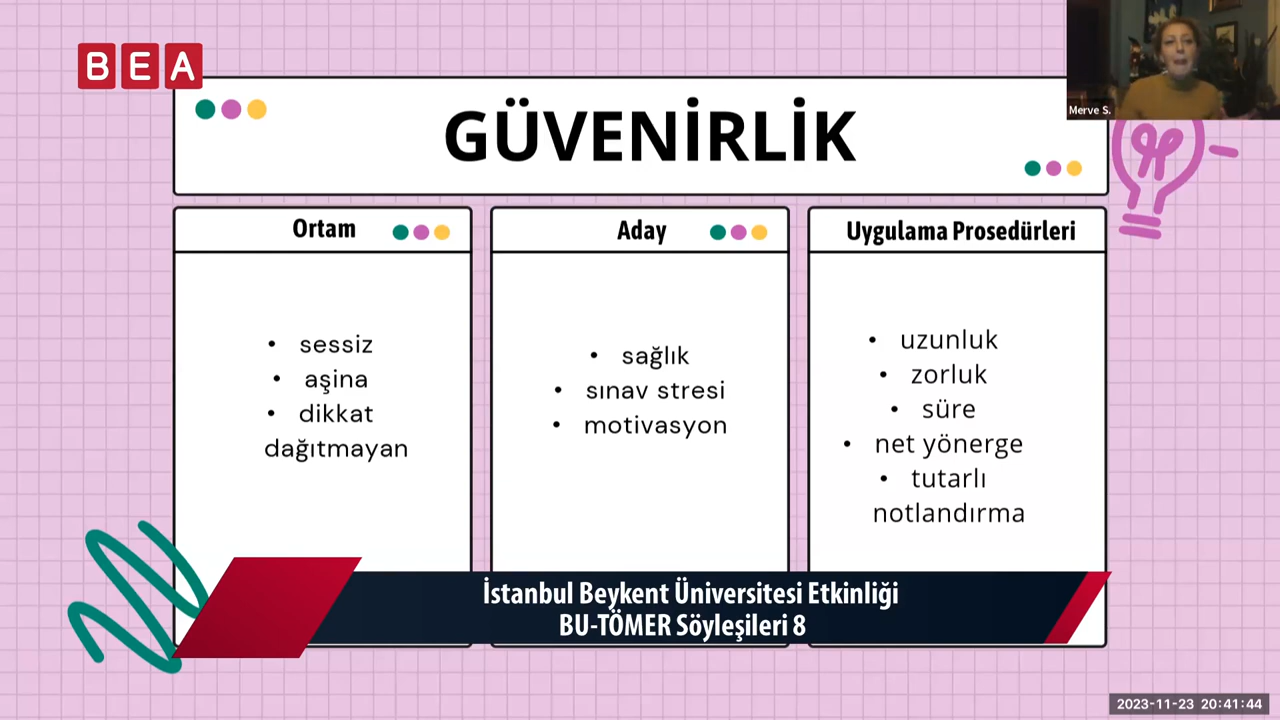 BEA
Merve S.
GÜVENİRLİK
Ortam
• sessiz
• aşina
• dikkat
dağıtmayan
Aday
• sağlık
• sınav stresi
• motivasyon
Uygulama Prosedürleri
• uzunluk
• zorluk
• süre
• net yönerge
• tutarlı
notlandırma
İstanbul Beykent Üniversitesi Etkinliği
BU-TÖMER Söyleşileri 8
2023-11-23 20:41:44